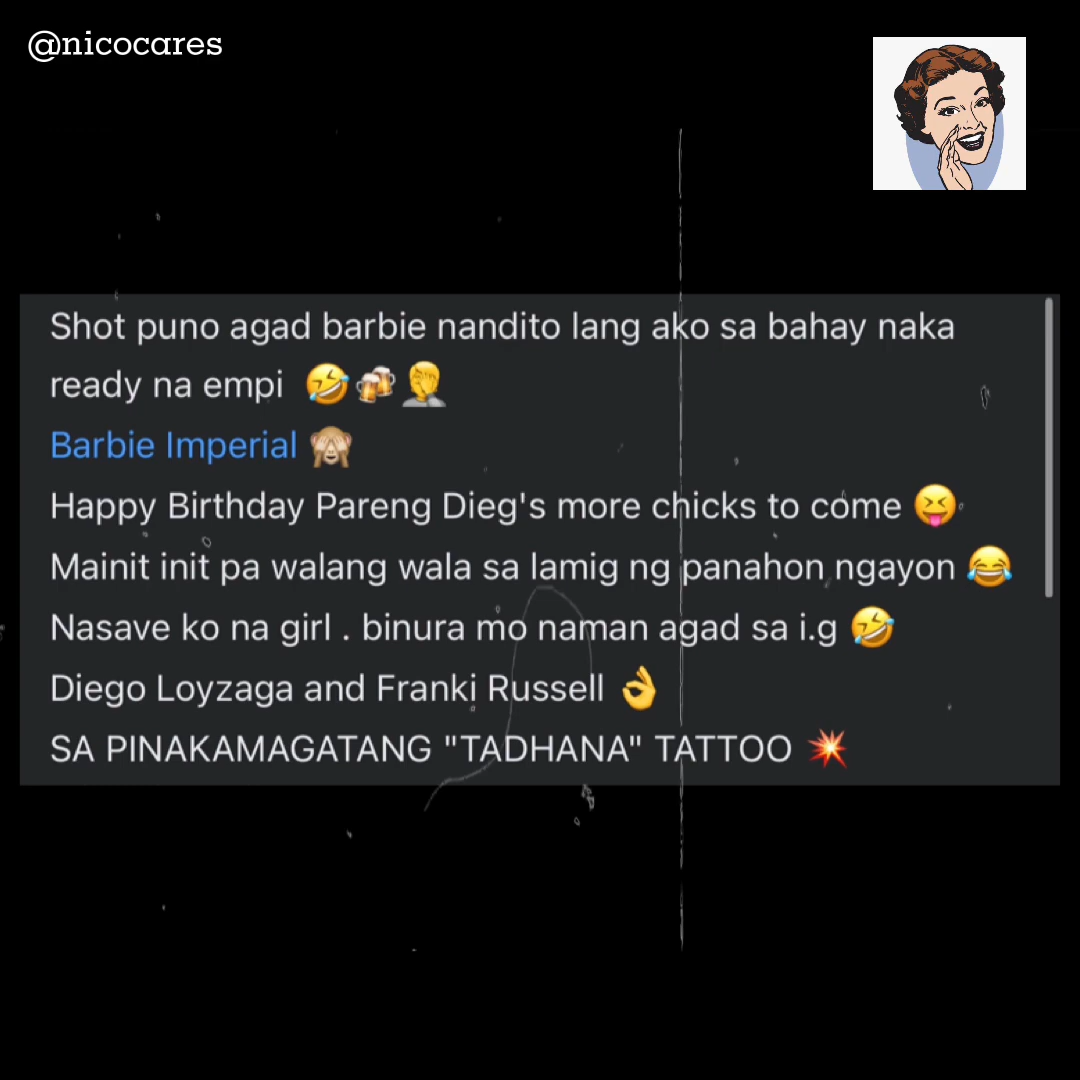 @nicocares
Shot puno agad barbie nandito lang ako sa bahay naka
ready na empi 🤣🍻🤦
Barbie Imperial 🙈
Happy Birthday Pareng Dieg's more chicks to come 😝
Mainit init pa walang wala sa lamig ng panahon ngayon 😂
Nasave ko na girl . binura mo naman agad sa i.g 🤣
Diego Loyzaga and Franki Russell 👌
SA PINAKAMAGATANG "TADHANA" TATTOO 💥